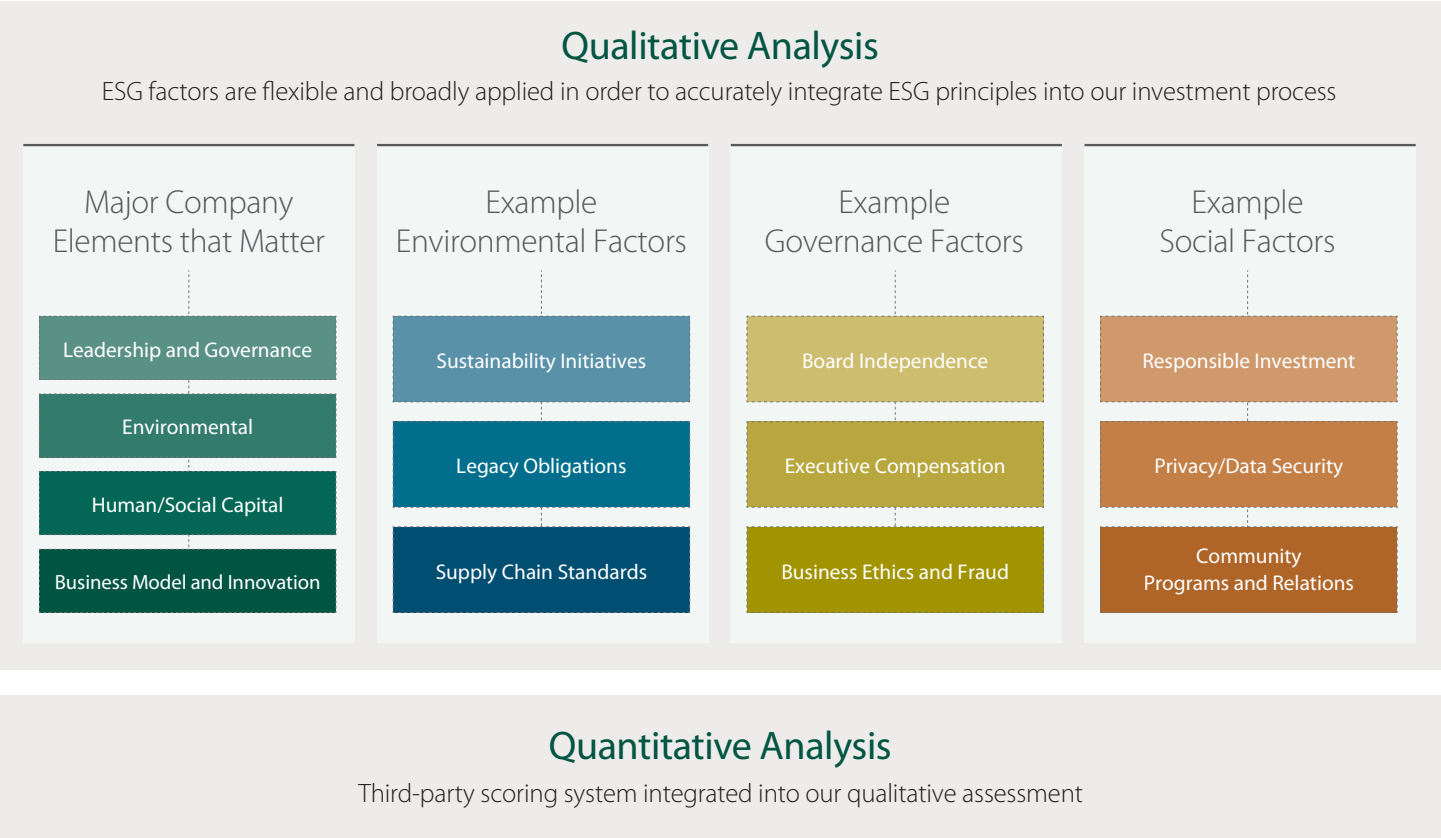 Qualitative Analysis
ESG factors are flexible and broadly applied in order to accurately integrate ESG principles into our investment process
Major Company
Elements that Matter
Leadership and Governance
Environmental
Human/Social Capital
Business Model and Innovation
Example
Environmental Factors
Sustainability Initiatives
Legacy Obligations
Supply Chain Standards
Example
Governance Factors
Board Independence
Executive Compensation
Business Ethics and Fraud
Example
Social Factors
Responsible Investment
Privacy/Data Security
Community
Programs and Relations
Quantitative Analysis
Third-party scoring system integrated into our qualitative assessment